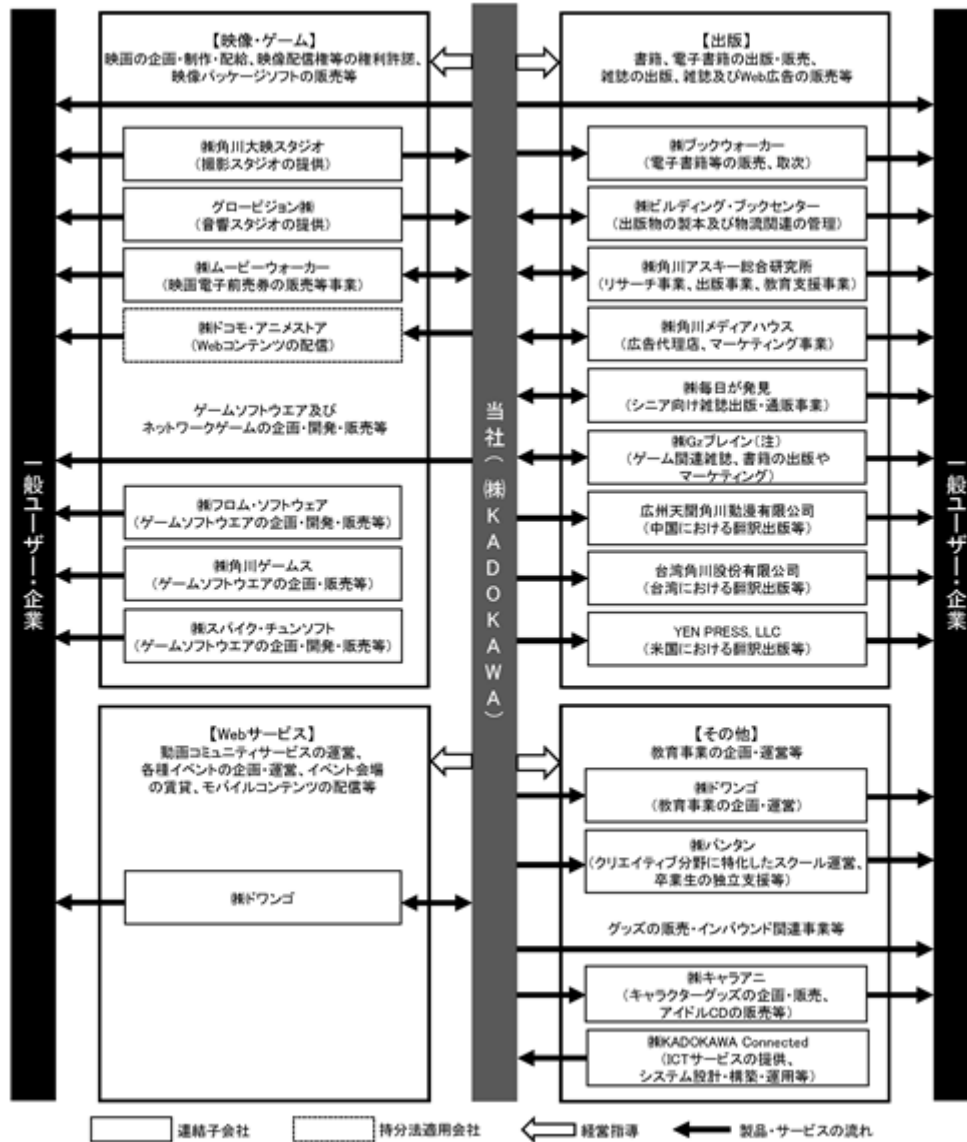 一般ユーザー・企業
【映像・ゲーム】
映画の企画・制作・配給、映像配信権等の権利許諾、
映像パッケージソフトの販売等
㈱角川大映スタジオ
(撮影スタジオの提供)
グロービジョン㈱
(音響スタジオの提供)
㈱ムービーウォーカー
(映画電子前売券の販売等事業)
㈱ドコモ・アニメストア
(Webコンテンツの配信)
ゲームソフトウエア及び
ネットワークゲームの企画・開発・販売等
㈱フロム・ソフトウェア
(ゲームソフトウエアの企画・開発・販売等)
㈱角川ゲームス
(ゲームソフトウエアの企画・販売等)
㈱スパイク・チュンソフト
(ゲームソフトウエアの企画・開発・販売等)
【Webサービス】
動画コミュニティサービスの運営、
各種イベントの企画・運営、イベント会場
の賃貸、モバイルコンテンツの配信等
㈱ドワンゴ
当社(㈱KADOKAWA)
【出版】
書籍、電子書籍の出版・販売、
雑誌の出版、雑誌及びWeb広告の販売等
㈱ブックウォーカー
(電子書籍等の販売、取次)
㈱ビルディング・ブックセンター
(出版物の製本及び物流関連の管理)
㈱角川アスキー総合研究所
(リサーチ事業、出版事業、教育支援事業)
㈱角川メディアハウス
(広告代理店、マーケティング事業)
㈱毎日が発見
(シニア向け雑誌出版・通販事業)
㈱Gzブレイン(注)
(ゲーム関連雑誌、書籍の出版や
マーケティング)
広州天聞角川動漫有限公司
(中国における翻訳出版等)
台湾角川股份有限公司
(台湾における翻訳出版等)
YEN PRESS, LLC
(米国における翻訳出版等)
【その他】
教育事業の企画・運営等
㈱ドワンゴ
(教育事業の企画・運営)
㈱バンタン
(クリエイティブ分野に特化したスクール運営、
卒業生の独立支援等)
グッズの販売・インバウンド関連事業等
㈱キャラアニ
(キャラクターグッズの企画・販売、
アイドルCDの販売等)
㈱KADOKAWA Connected
(ICTサービスの提供、
システム設計・構築・運用等)
一般ユーザー・企業
連結子会社
持分法適用会社
経営指導
製品・サービスの流れ